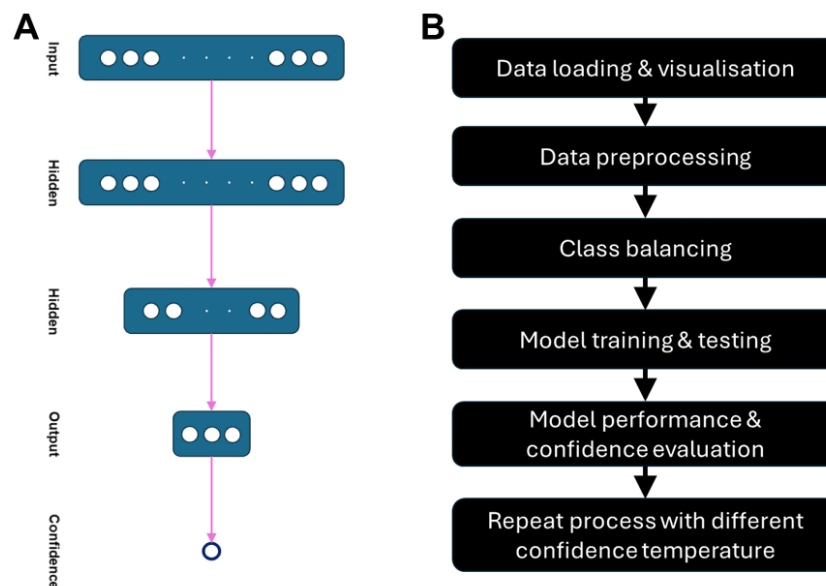 A
Input
Hidden
Hidden
Output
Confidence
B
Data loading & visualisation
Data preprocessing
Class balancing
Model training & testing
Model performance &
confidence evaluation
Repeat process with different
confidence temperature